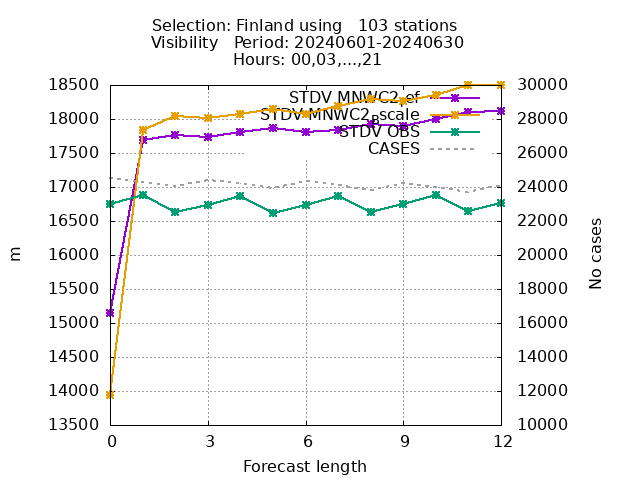 Selection: Finland using   103 stations
Visibility   Period: 20240601-20240630
Hours: 00,03,...,21
18500
18000
17500
17000
16500
16000
15500
15000
14500
14000
13500
m
STDV MNWC2_ef
STDV MNWC2_Bscale
STDV OBS
CASES
30000
28000
26000
24000
22000
20000
18000
16000
14000
12000
10000
No cases
0 3 6 9 12
Forecast length